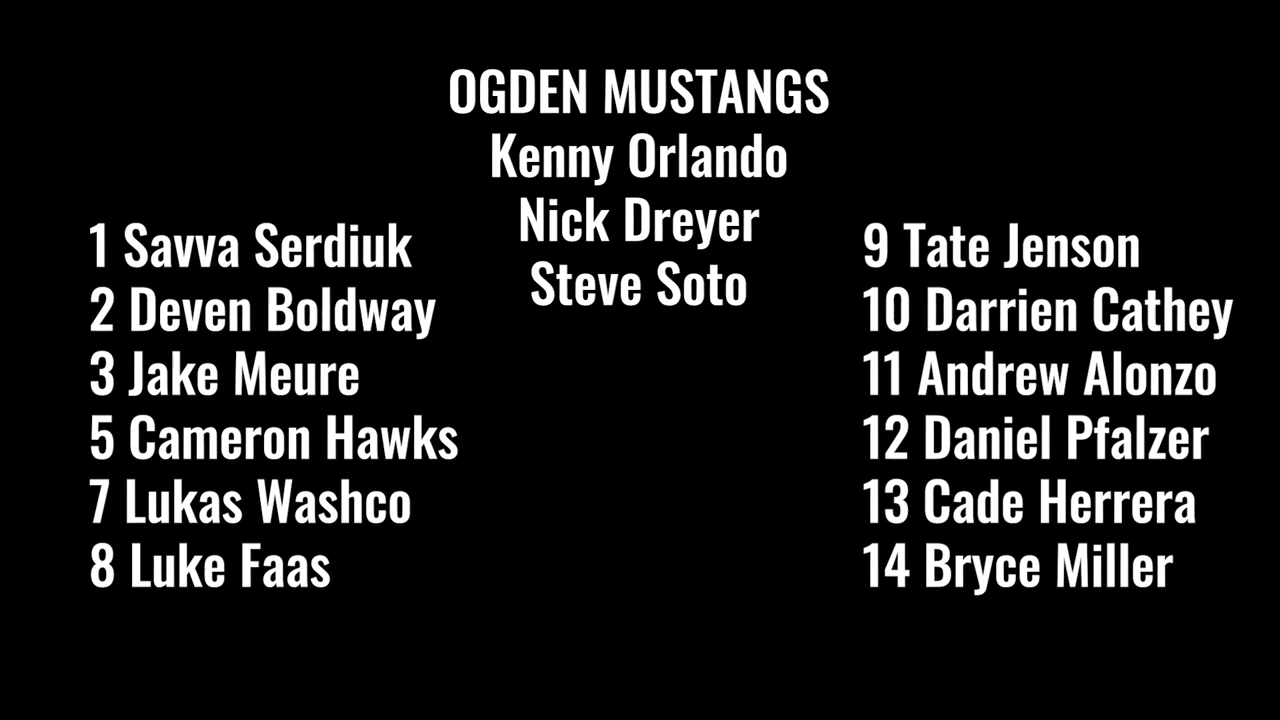 OGDEN MUSTANGS
Kenny Orlando
Nick Dreyer
Steve Soto
1 Savva Serdiuk
2 Deven Boldway
3 Jake Meure
5 Cameron Hawks
7 Lukas Washco
8 Luke Faas
9 Tate Jenson
10 Darrien Cathey
11 Andrew Alonzo
12 Daniel Pfalzer
13 Cade Herrera
14 Bryce Miller